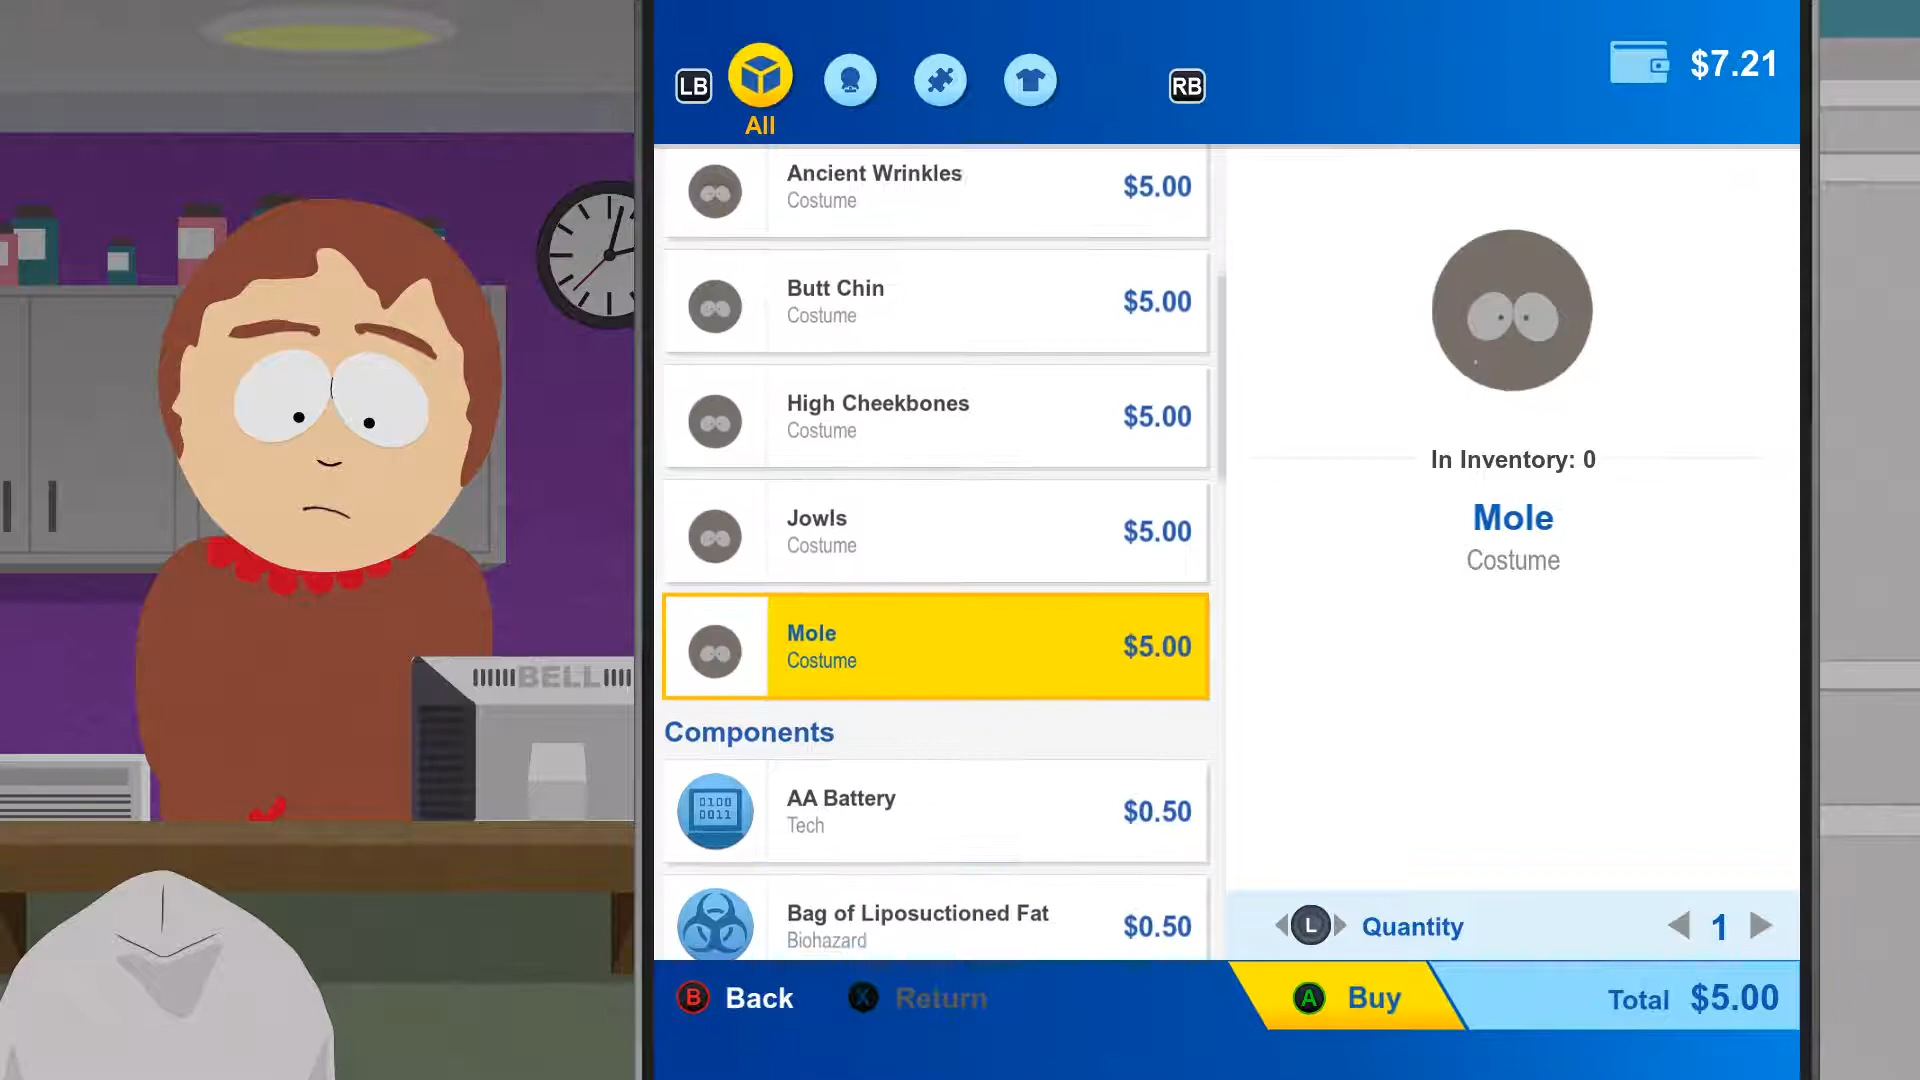 LB
RB
$7.21
All
Ancient Wrinkles
Costume
$5.00
Butt Chin
Costume
$5.00
High Cheekbones
Costume
$5.00
Jowls
Costume
$5.00
Mole
Costume
$5.00
Components
AA Battery
Tech
$0.50
0100
0011
Bag of Liposuctioned Fat
Biohazard
$0.50
In Inventory: 0
Mole
Costume
L Quantity 1
B Back
X Return
A Buy
Total $5.00
BELL